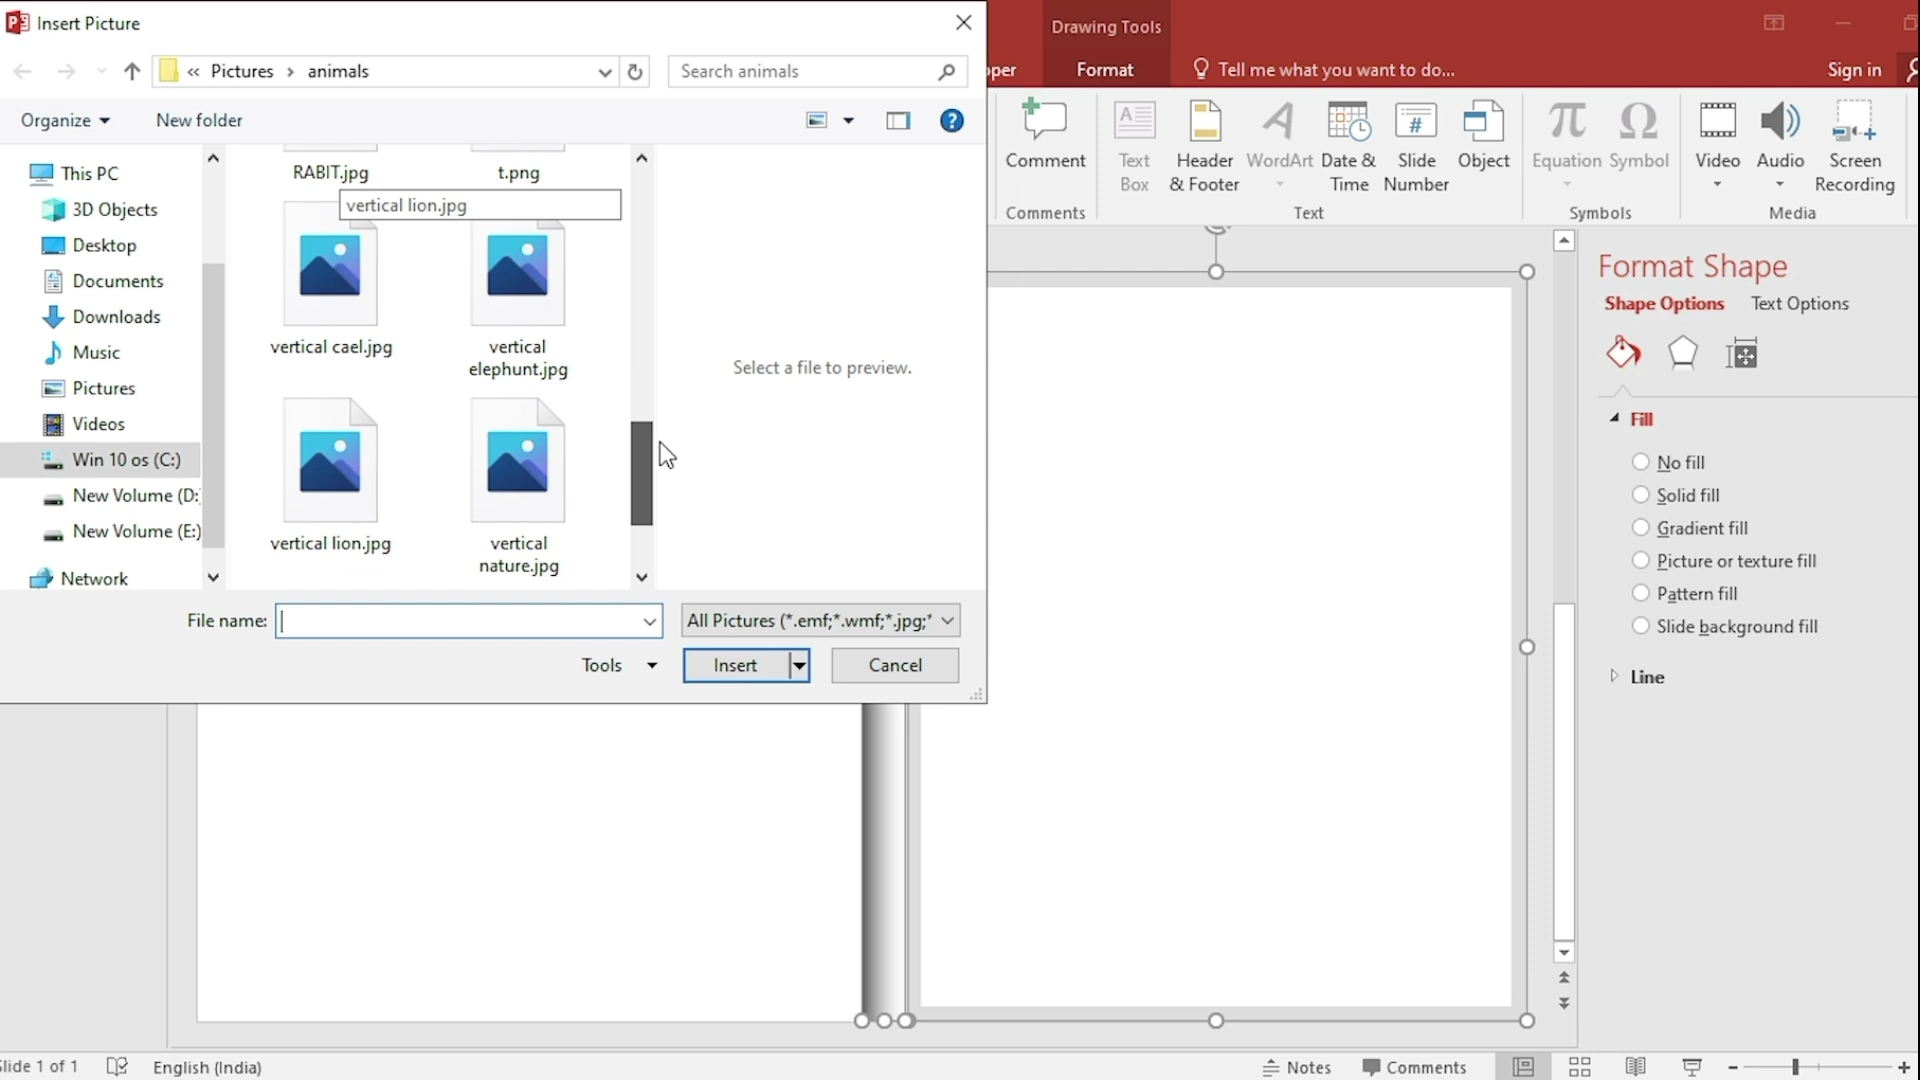 Insert Picture
« Pictures › animals
Search animals
Organize
New folder
This PC
3D Objects
Desktop
Documents
Downloads
Music
Pictures
Videos
Win 10 os (C:)
New Volume (D:
New Volume (E:)
Network
RABIT.jpg
t.png
vertical lion.jpg
vertical cael.jpg
vertical
elephunt.jpg
vertical lion.jpg
vertical
nature.jpg
Select a file to preview.
File name:
All Pictures (*.emf;*.wmf;*.jpg;*
Tools
Insert
Cancel
Drawing Tools
oper
Format
Tell me what you want to do...
Sign in
Comment
Text
Box
Header
& Footer
WordArt
Date &
Time
Slide
Number
Object
Equation
Symbol
Video
Audio
Screen
Recording
Comments
Text
Symbols
Media
Format Shape
Shape Options
Text Options
Fill
No fill
Solid fill
Gradient fill
Picture or texture fill
Pattern fill
Slide background fill
Line
Slide 1 of 1
English (India)
Notes
Comments